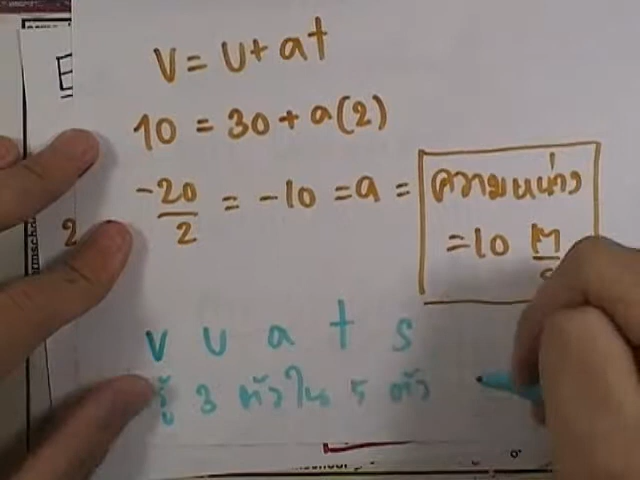 v = u + at
10 = 30 + a(2)
-20/2 = -10 = a = ความหน่วง
= 10 m
v u a t s
รู้ 3 ตัวใน 5 ตัว